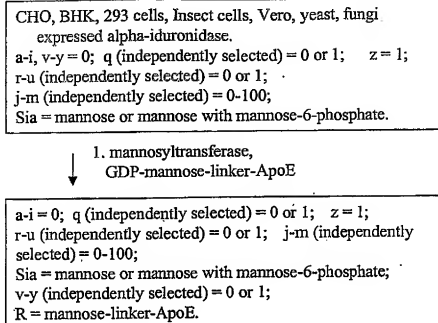 CHO, BHK, 293 cells, Insect cells, Vero, yeast, fungi
expressed alpha-iduronidase.
a-i, v-y = 0; q (independently selected) = 0 or 1; z = 1;
r-u (independently selected) = 0 or 1;
j-m (independently selected) = 0-100;
Sia = mannose or mannose with mannose-6-phosphate.
1. mannosyltransferase,
GDP-mannose-linker-ApoE
a-i = 0; q (independently selected) = 0 or 1; z = 1;
r-u (independently selected) = 0 or 1; j-m (independently
selected) = 0-100;
Sia = mannose or mannose with mannose-6-phosphate;
v-y (independently selected) = 0 or 1;
R = mannose-linker-ApoE.